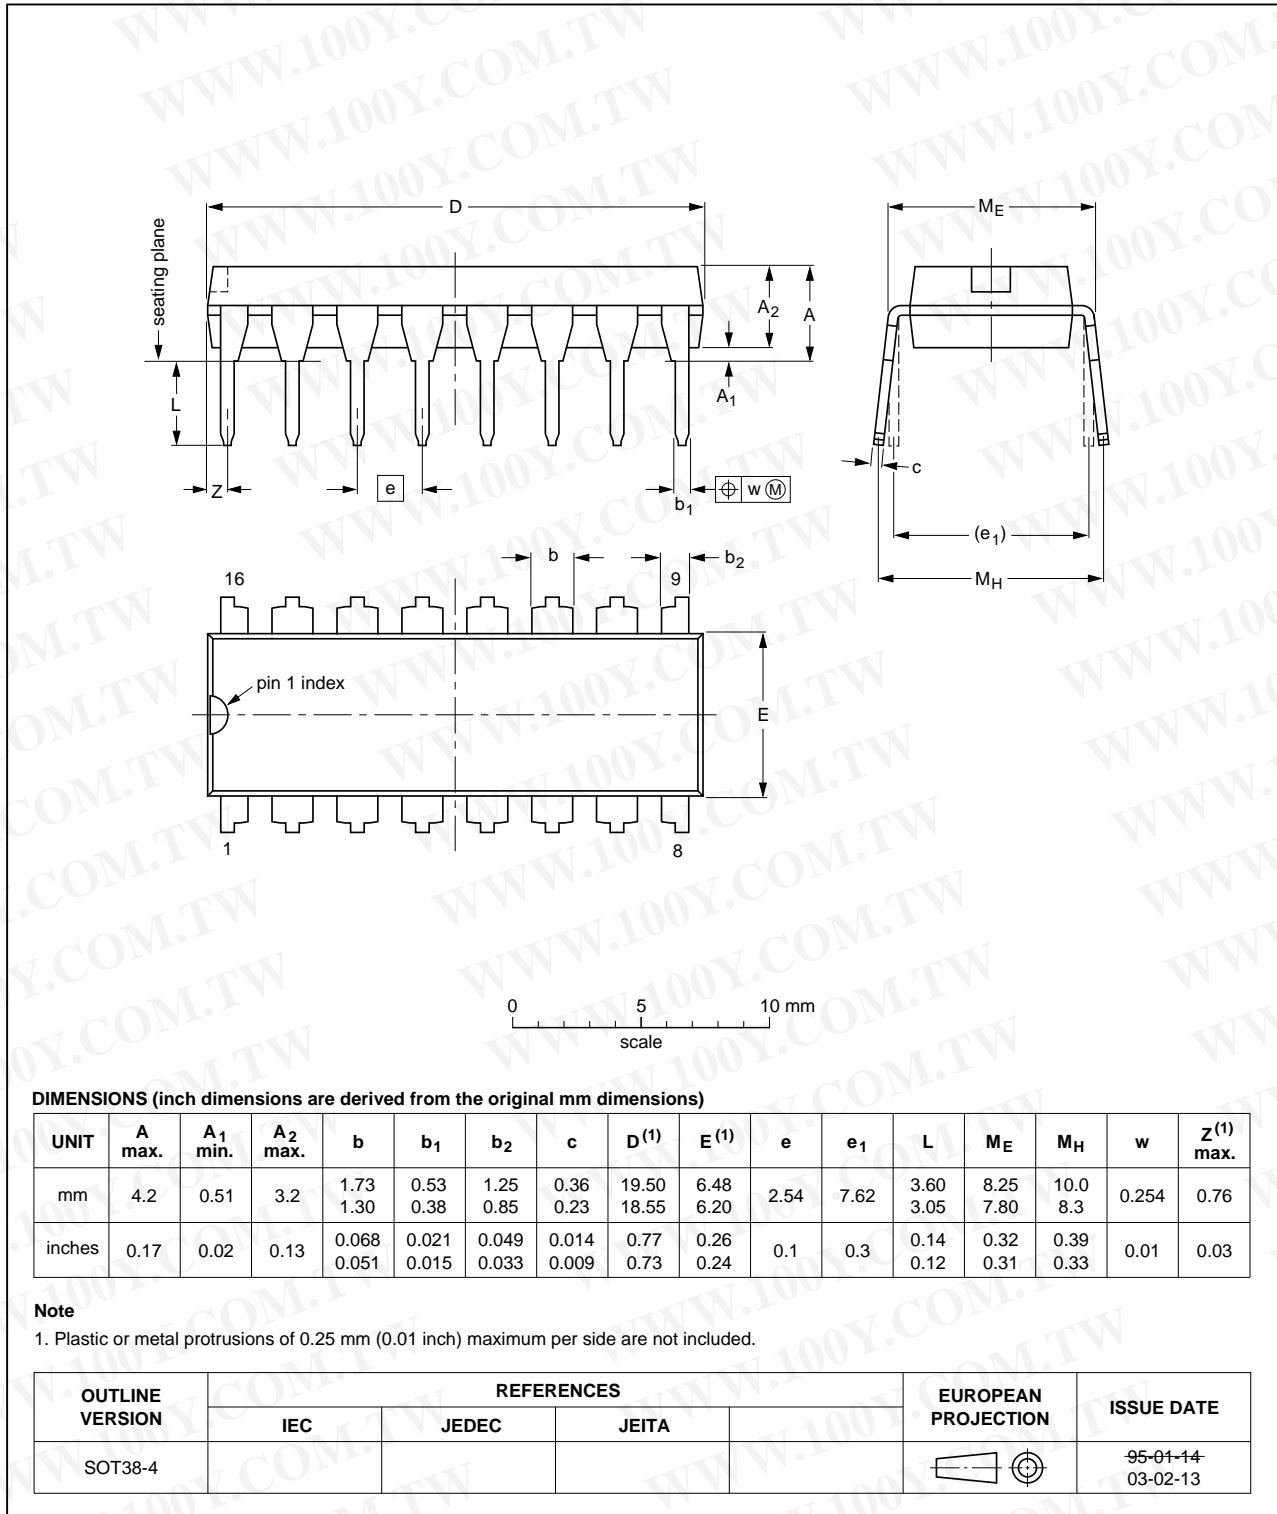 D
ME
seating plane
A2
A
A1
L
Z
e
b1
w M
c
(e1)
MH
b
b2
16
9
pin 1 index
E
1
8
0 5 10 mm
scale
DIMENSIONS (inch dimensions are derived from the original mm dimensions)
UNIT A max. A1 min. A2 max. b b1 b2 c D(1) E(1) e e1 L ME MH w Z(1) max.
mm 4.2 0.51 3.2 1.73 1.30 0.53 0.38 1.25 0.85 0.36 0.23 19.50 18.55 6.48 6.20 2.54 7.62 3.60 3.05 8.25 7.80 10.0 8.3 0.254 0.76
inches 0.17 0.02 0.13 0.068 0.051 0.021 0.015 0.049 0.033 0.014 0.009 0.77 0.73 0.26 0.24 0.1 0.3 0.14 0.12 0.32 0.31 0.39 0.33 0.01 0.03
Note
1. Plastic or metal protrusions of 0.25 mm (0.01 inch) maximum per side are not included.
OUTLINE VERSION REFERENCES EUROPEAN PROJECTION ISSUE DATE
IEC JEDEC JEITA
SOT38-4 95-01-14
03-02-13
WWW.100Y.COM.TW